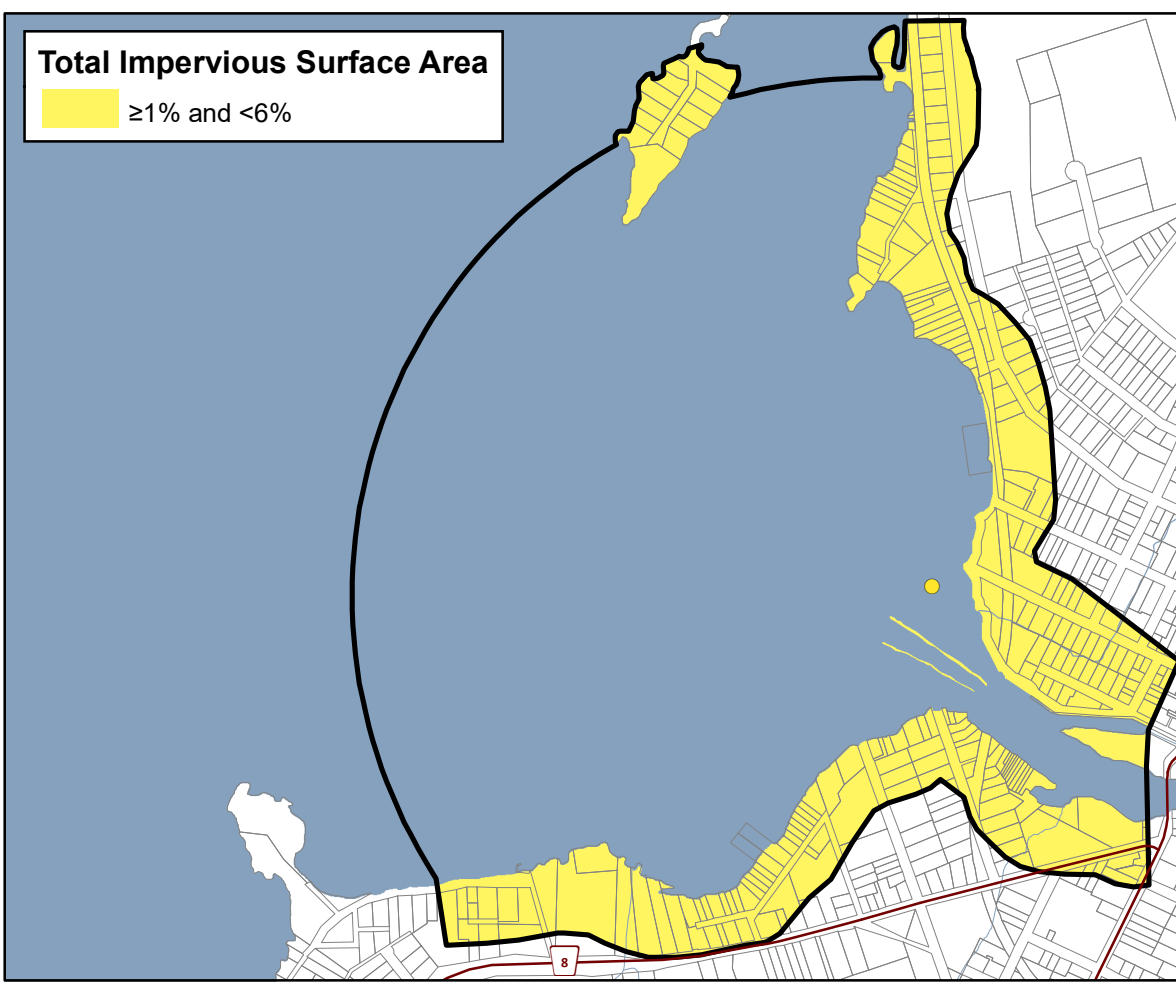 Total Impervious Surface Area
≥1% and <6%
8